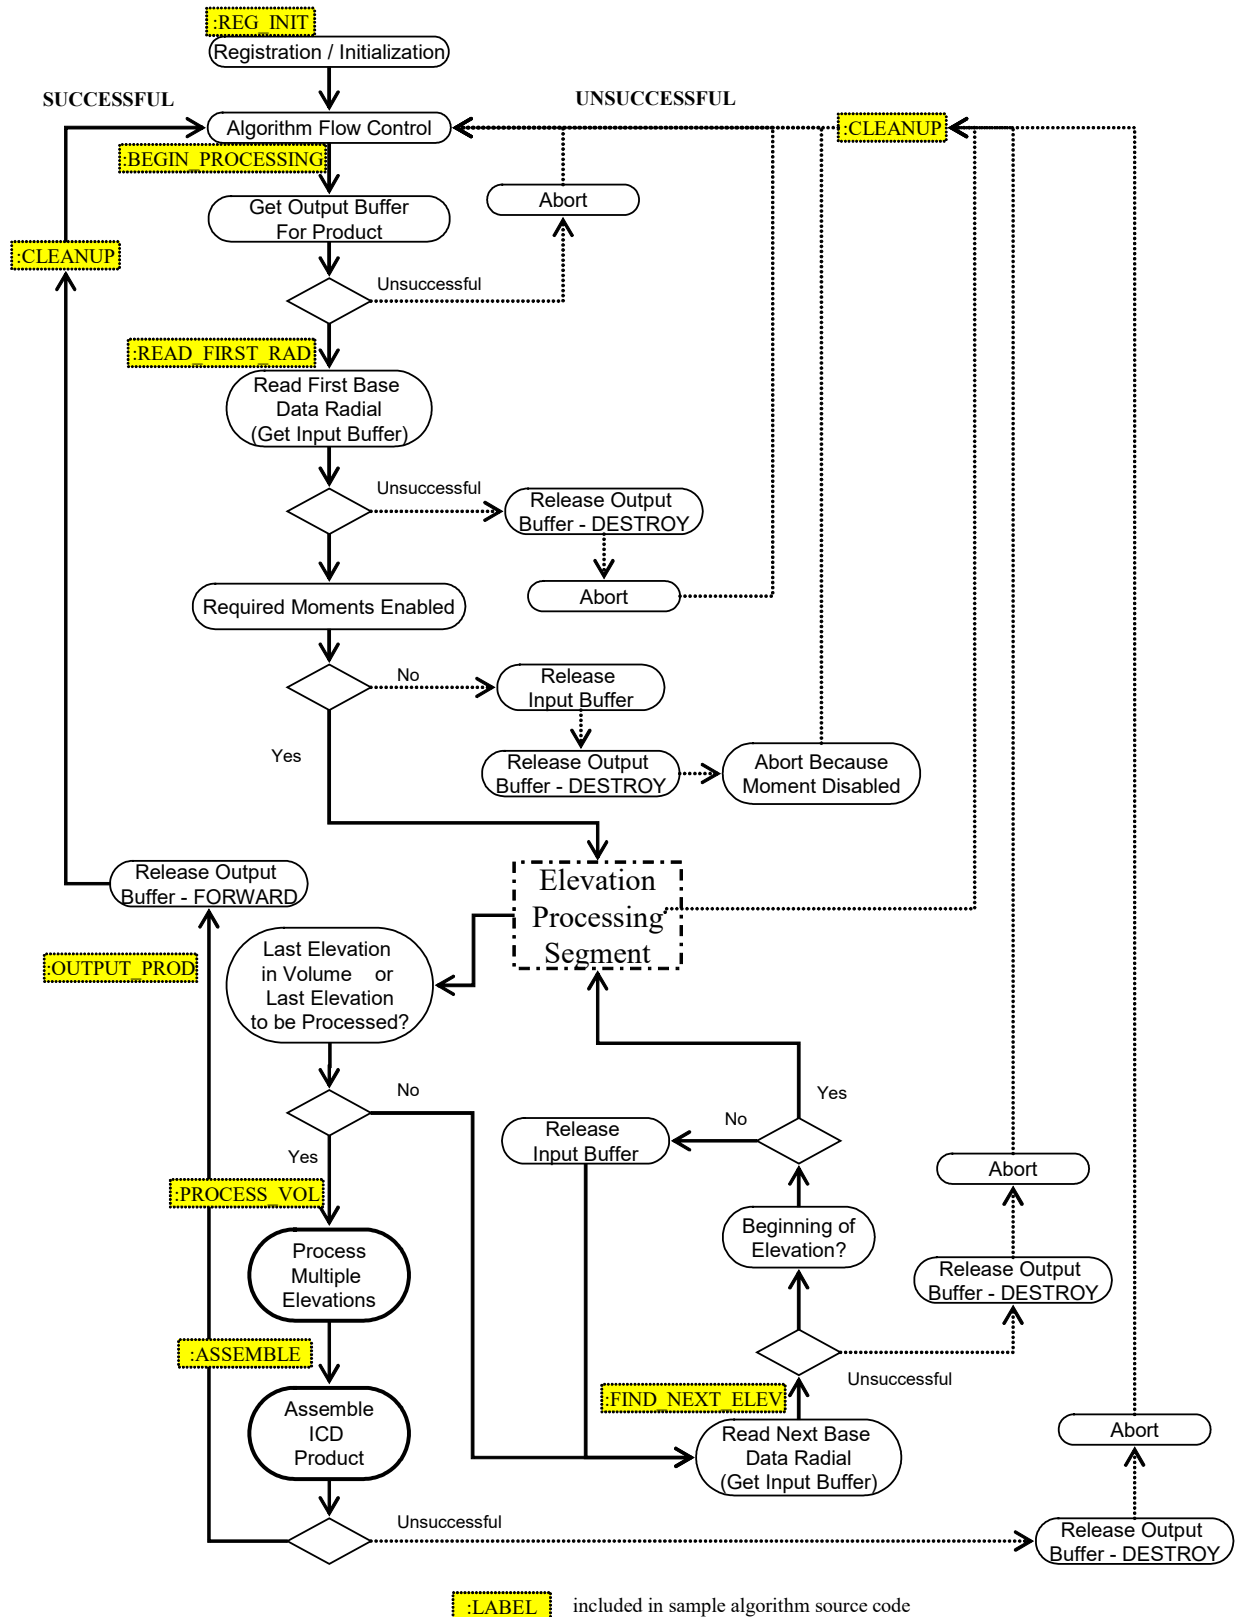 :REG_INIT
Registration / Initialization
SUCCESSFUL
UNSUCCESSFUL
Algorithm Flow Control
:CLEANUP
:BEGIN_PROCESSING
Abort
Get Output Buffer
For Product
:CLEANUP
Unsuccessful
:READ_FIRST_RAD
Read First Base
Data Radial
(Get Input Buffer)
Unsuccessful
Release Output
Buffer - DESTROY
Abort
Required Moments Enabled
No
Release
Input Buffer
Yes
Release Output
Buffer - DESTROY
Abort Because
Moment Disabled
Release Output
Buffer - FORWARD
Elevation
Processing
Segment
:OUTPUT_PROD
Last Elevation
in Volume or
Last Elevation
to be Processed?
No
Yes
No
Release
Input Buffer
Yes
Abort
:PROCESS_VOL
Beginning of
Elevation?
Process
Multiple
Elevations
Release Output
Buffer - DESTROY
:ASSEMBLE
Unsuccessful
:FIND_NEXT_ELEV
Assemble
ICD
Product
Read Next Base
Data Radial
(Get Input Buffer)
Abort
Unsuccessful
Release Output
Buffer - DESTROY
:LABEL included in sample algorithm source code